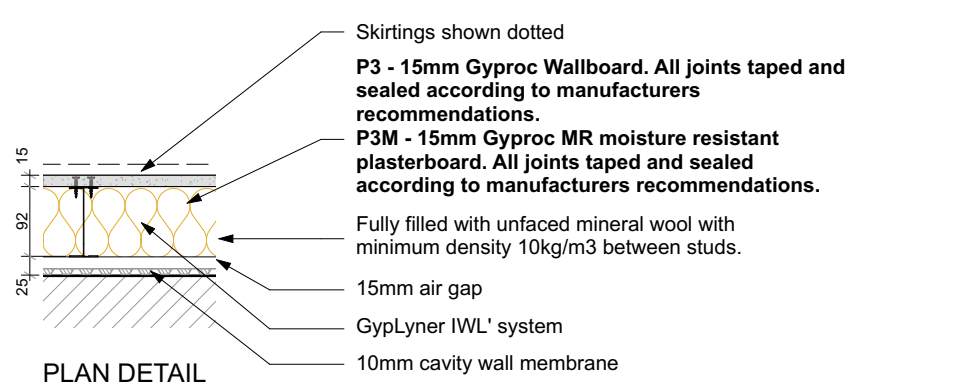 Skirtings shown dotted
P3 - 15mm Gyproc Wallboard. All joints taped and
sealed according to manufacturers
recommendations.
P3M - 15mm Gyproc MR moisture resistant
plasterboard. All joints taped and sealed
according to manufacturers recommendations.
Fully filled with unfaced mineral wool with
minimum density 10kg/m3 between studs.
15mm air gap
GypLyner IWL' system
10mm cavity wall membrane
15
92
25
PLAN DETAIL